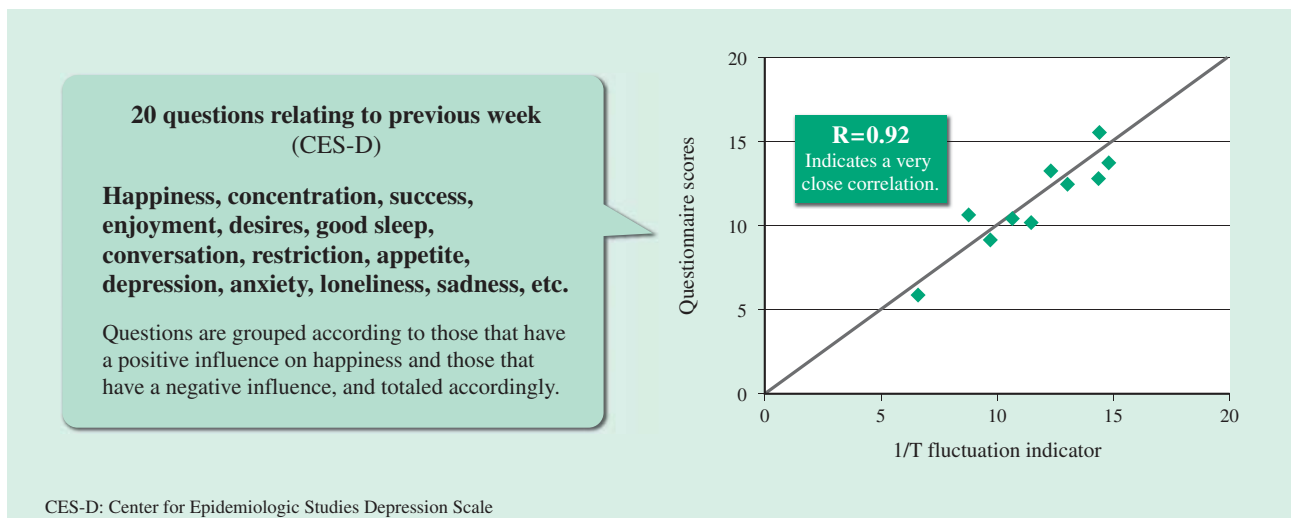 20 questions relating to previous week
(CES-D)
Happiness, concentration, success,
enjoyment, desires, good sleep,
conversation, restriction, appetite,
depression, anxiety, loneliness, sadness, etc.
Questions are grouped according to those that have
a positive influence on happiness and those that
have a negative influence, and totaled accordingly.
Questionnaire scores
20
15
10
5
0
R=0.92
Indicates a very
close correlation.
0 5 10 15 20
1/T fluctuation indicator
CES-D: Center for Epidemiologic Studies Depression Scale